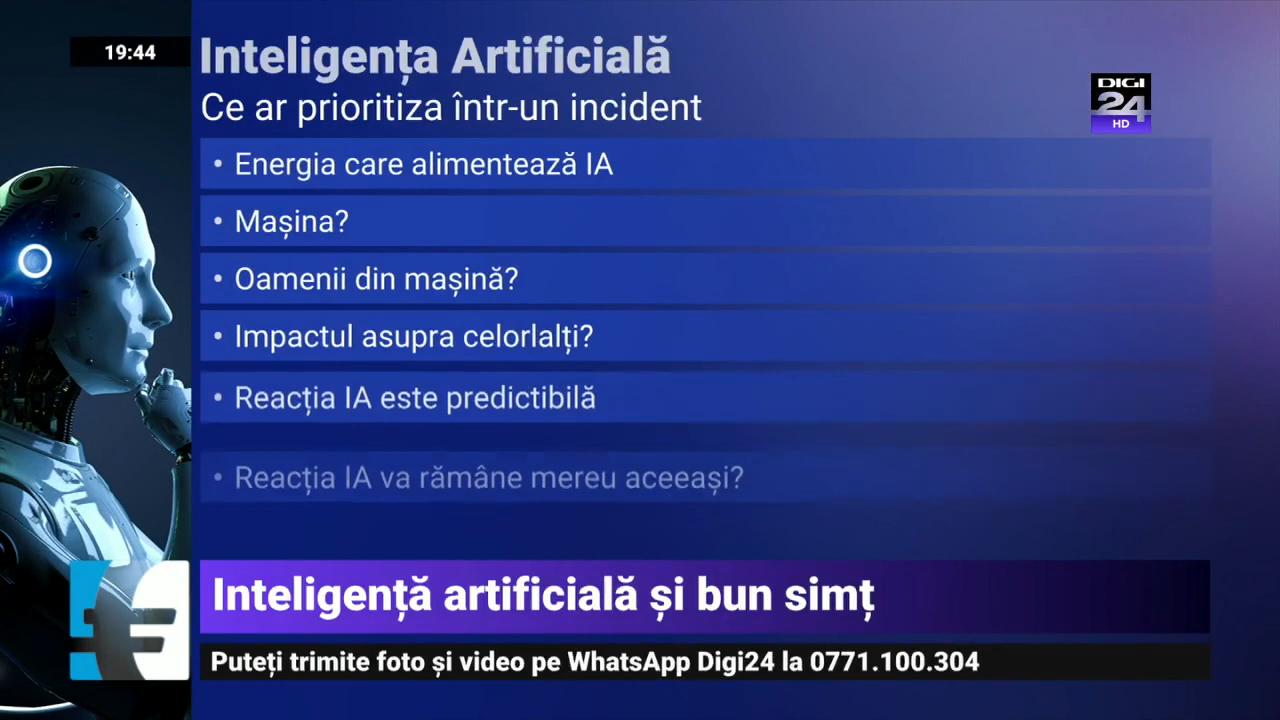 19:44
Inteligența Artificială
Ce ar prioritiza într-un incident
DIGI
24
HD
• Energia care alimentează IA
• Mașina?
• Oamenii din mașină?
• Impactul asupra celorlalți?
• Reacția IA este predictibilă
• Reacția IA va rămâne mereu aceeași?
Inteligență artificială și bun simț
Puteți trimite foto și video pe WhatsApp Digi24 la 0771.100.304